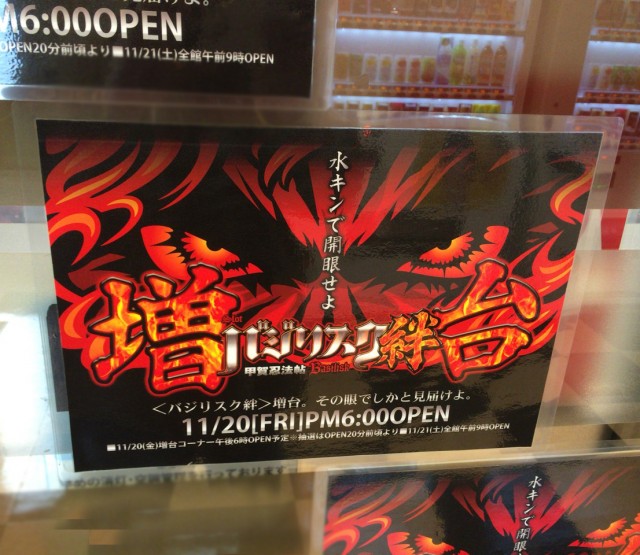 M6:00OPEN
OPEN20分前頃より■11/21(土)全館午前9時OPEN
水キンで開眼せよ
増
Slot
バジリスク絆
台
甲賀忍法帖
Basilisk
<バジリスク絆>増台。その眼でしかと見届けよ。
11/20[FRI]PM6:00OPEN
■11/20(金)増台コーナー午後6時OPEN予定※抽選はOPEN20分前頃より■11/21(土)全館午前9時OPEN
水キンで開眼